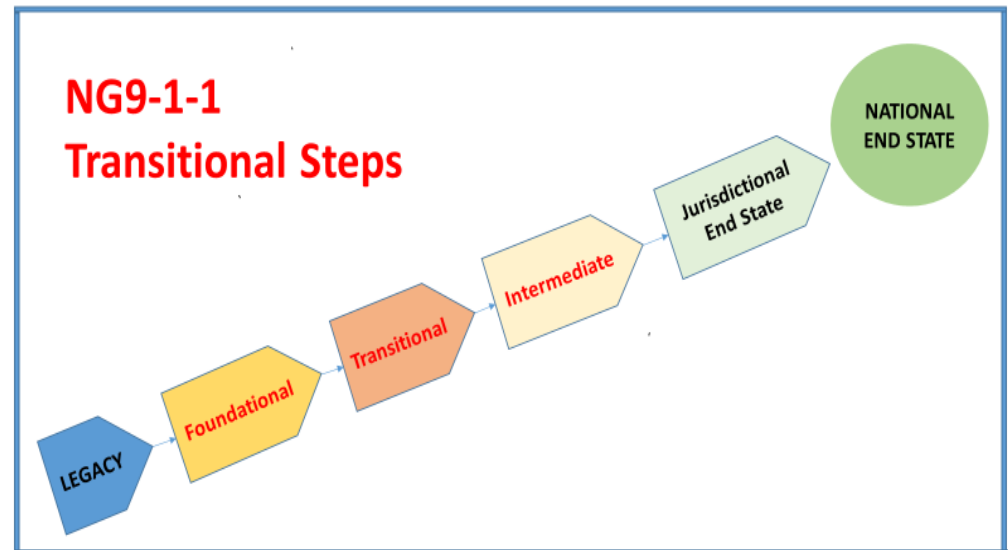 NG9-1-1
Transitional Steps
NATIONAL
END STATE
Jurisdictional
End State
Intermediate
Transitional
Foundational
LEGACY